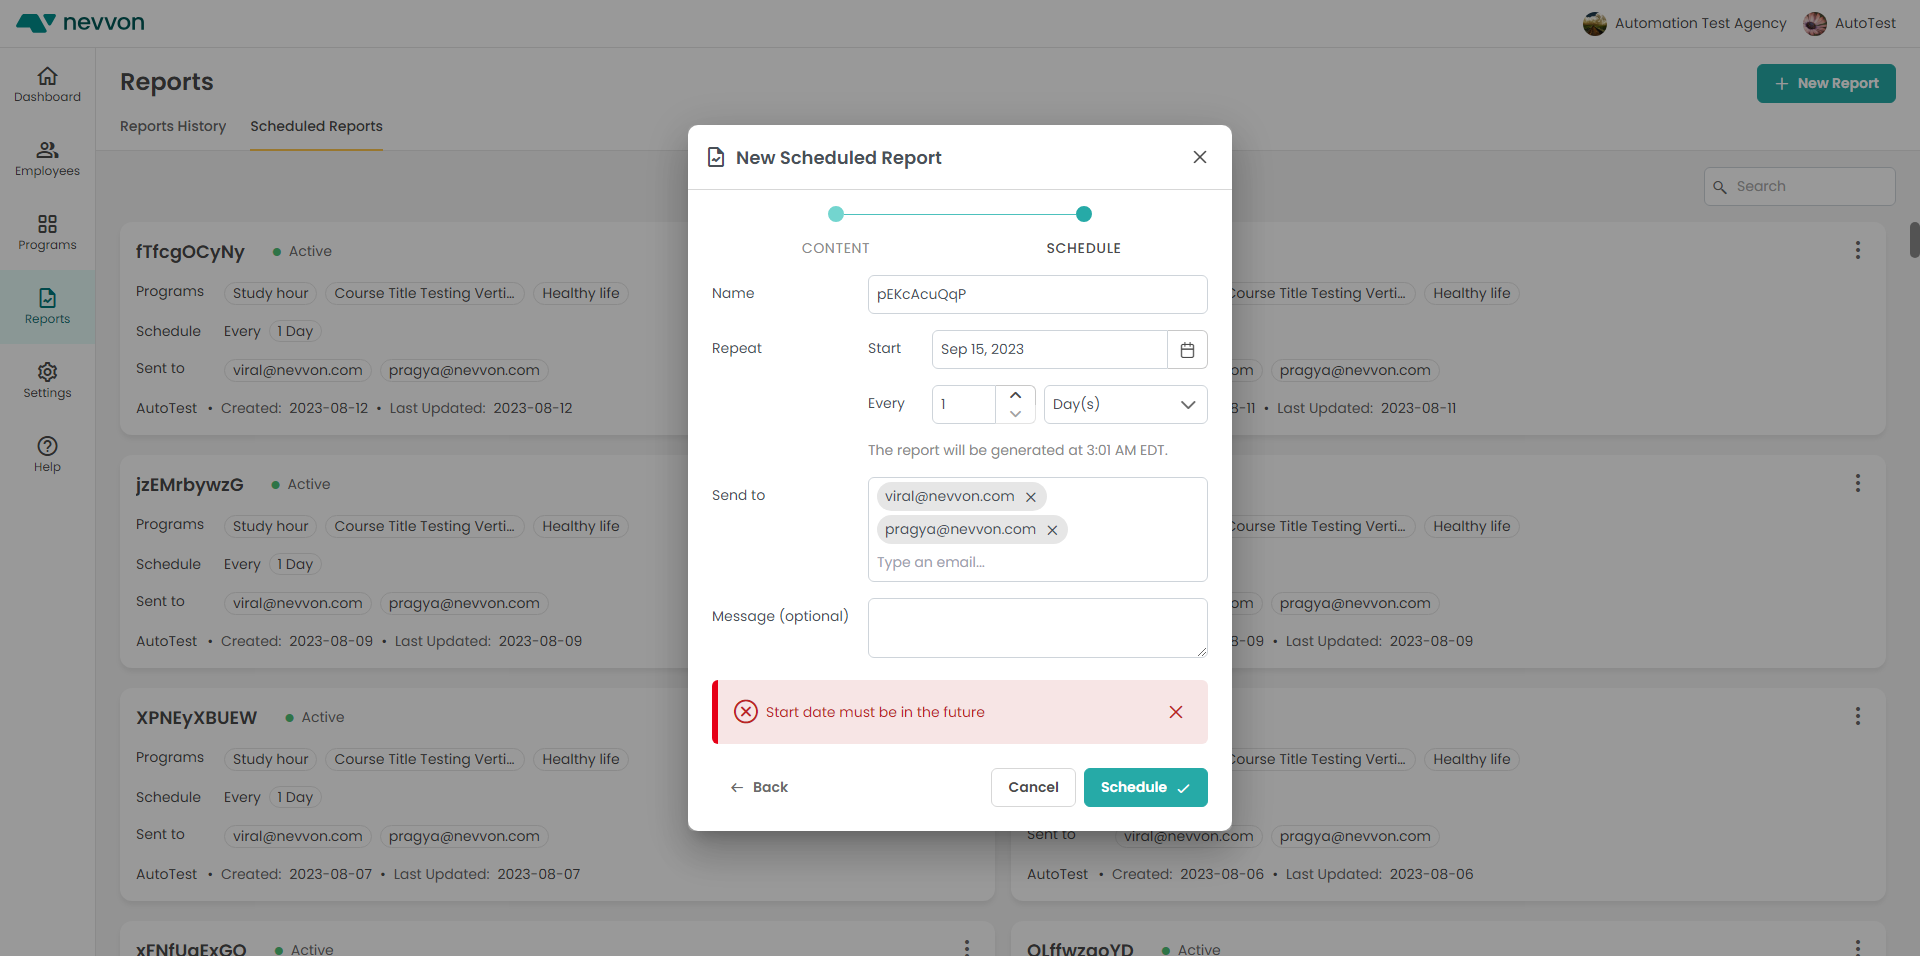 nevvon
Automation Test Agency
AutoTest
Dashboard
Employees
Programs
Reports
Settings
Help
Reports
New Report
Reports History
Scheduled Reports
Search
fTfcgOCyNy
Active
Programs
Study hour
Course Title Testing Verti...
Healthy life
Schedule
Every
1 Day
Sent to
viral@nevvon.com
pragya@nevvon.com
AutoTest • Created: 2023-08-12 • Last Updated: 2023-08-12
Course Title Testing Verti...
Healthy life
om
pragya@nevvon.com
8-11 • Last Updated: 2023-08-11
jzEMrbywzG
Active
Programs
Study hour
Course Title Testing Verti...
Healthy life
Schedule
Every
1 Day
Sent to
viral@nevvon.com
pragya@nevvon.com
AutoTest • Created: 2023-08-09 • Last Updated: 2023-08-09
Course Title Testing Verti...
Healthy life
om
pragya@nevvon.com
8-09 • Last Updated: 2023-08-09
XPNEyXBUEW
Active
Programs
Study hour
Course Title Testing Verti...
Healthy life
Schedule
Every
1 Day
Sent to
viral@nevvon.com
pragya@nevvon.com
AutoTest • Created: 2023-08-07 • Last Updated: 2023-08-07
Course Title Testing Verti...
Healthy life
Sent to
viral@nevvon.com
pragya@nevvon.com
AutoTest • Created: 2023-08-06 • Last Updated: 2023-08-06
Active
Active
New Scheduled Report
CONTENT
SCHEDULE
Name
pEKcAcuQqP
Repeat
Start
Sep 15, 2023
Every
1
Day(s)
The report will be generated at 3:01 AM EDT.
Send to
viral@nevvon.com
pragya@nevvon.com
Type an email...
Message (optional)
Start date must be in the future
Back
Cancel
Schedule